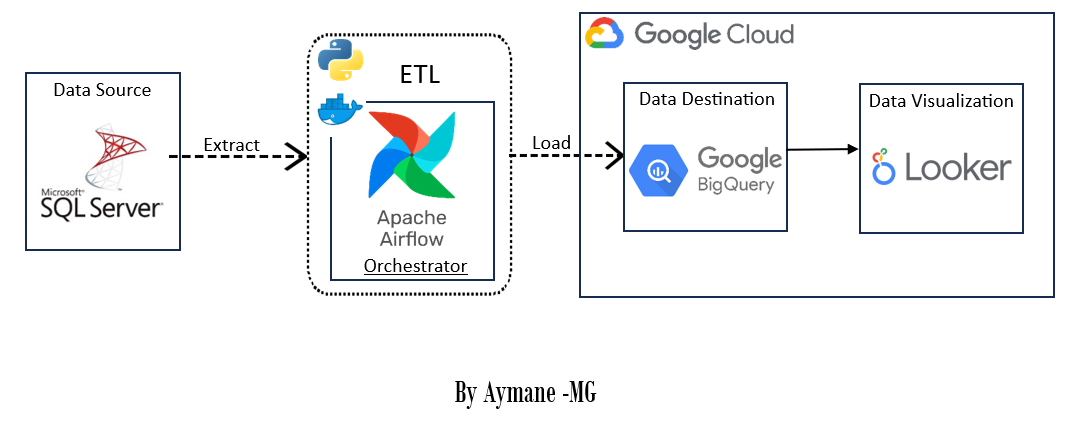 Data Source
Microsoft®
SQL Server®
Extract
ETL
Apache
Airflow
Orchestrator
Load
Google Cloud
Data Destination
Google
BigQuery
Data Visualization
Looker
By Aymane -MG